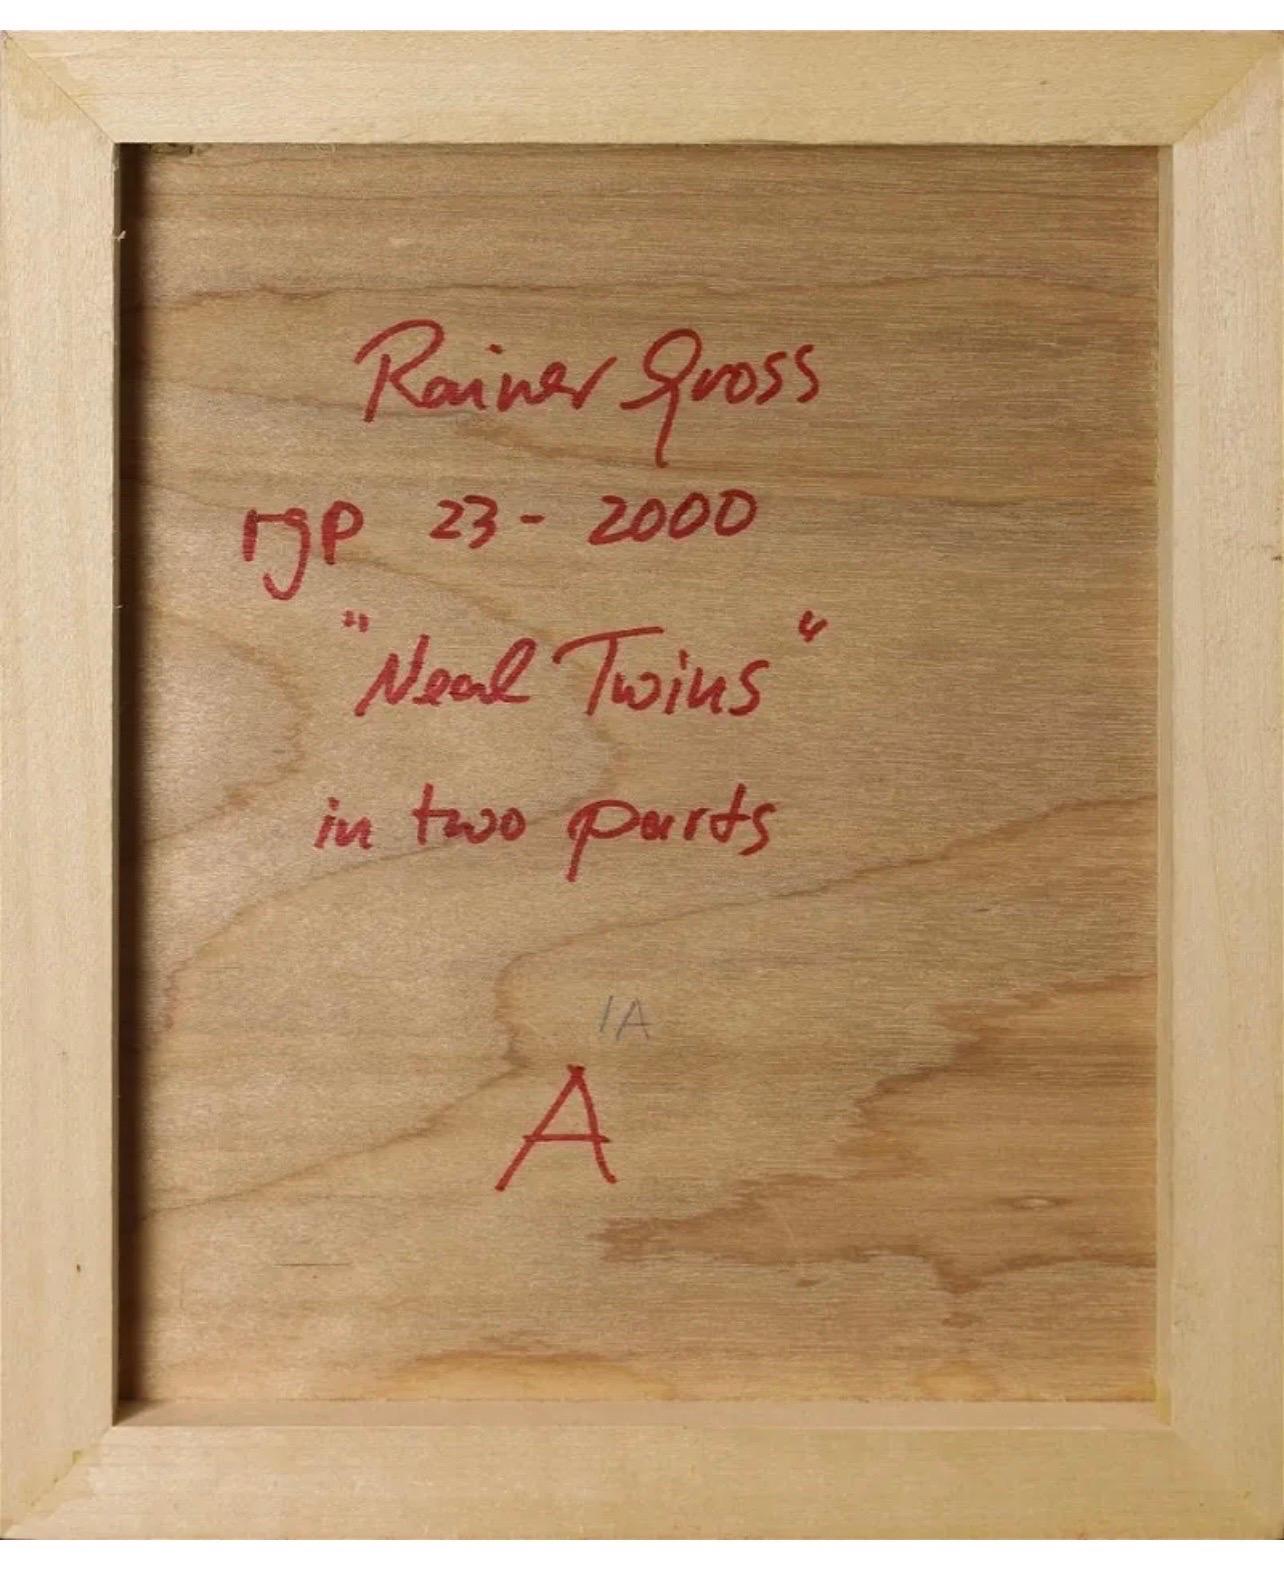 Rainer Gross
rgp 23 - 2000
"Neal Twins"
in two parts
1A
A